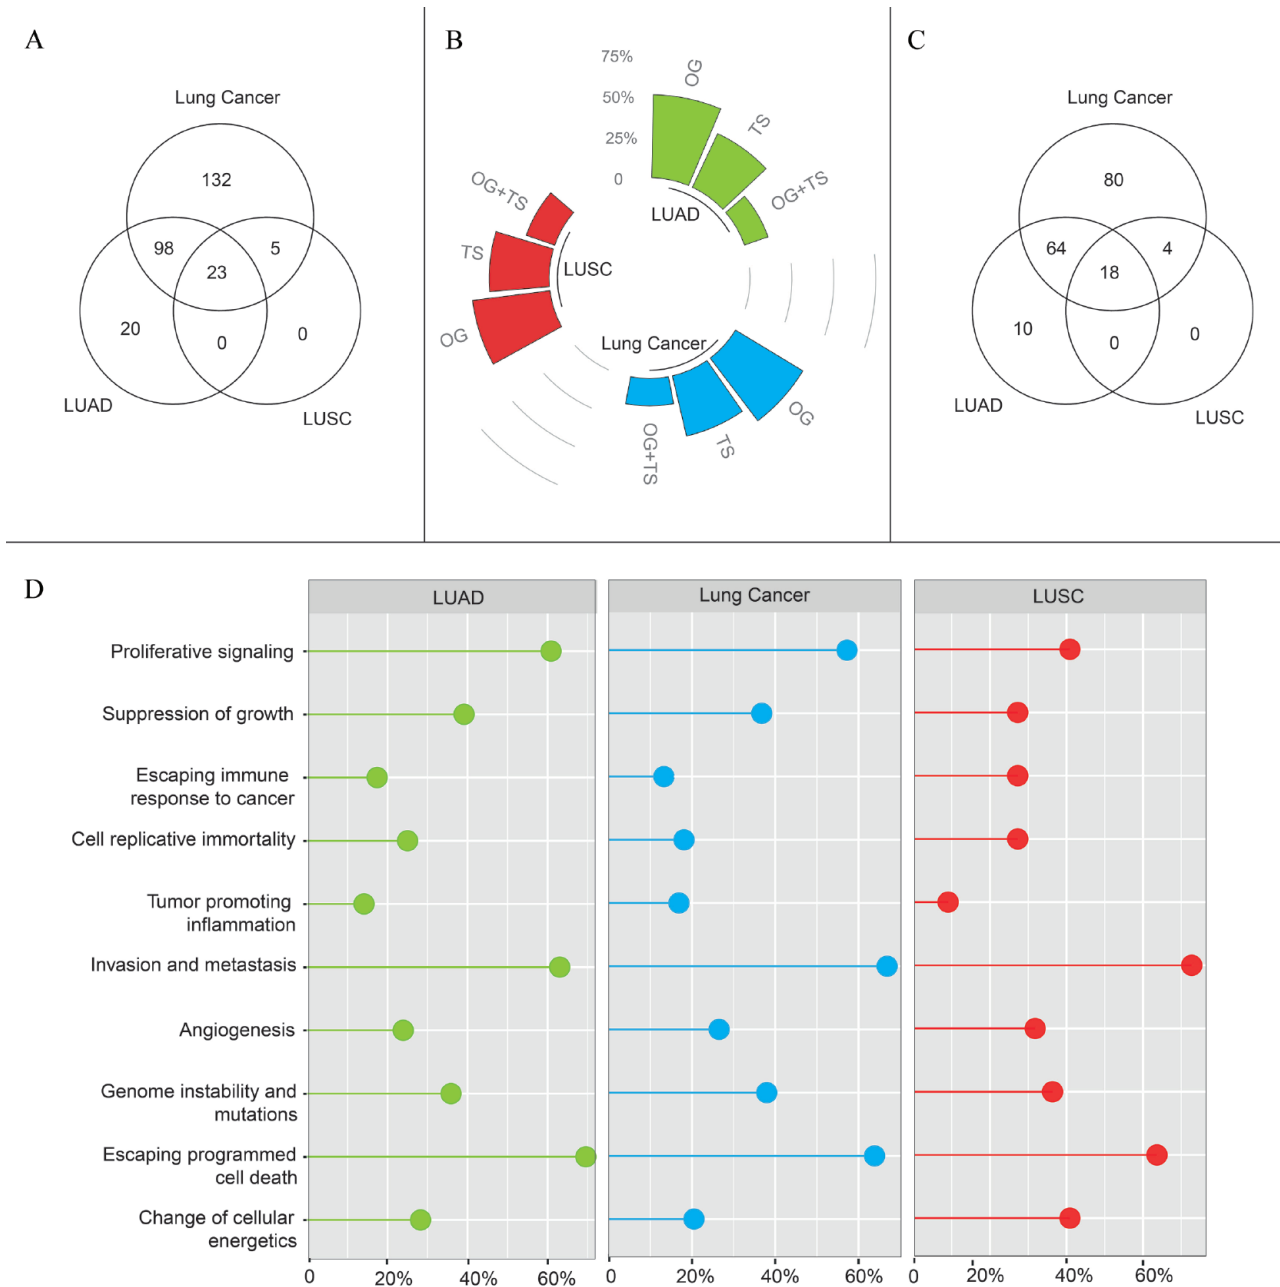 A
Lung Cancer
132
98
5
23
20
0
0
LUAD
LUSC
B
75%
50%
25%
0
OG
TS
OG+TS
LUAD
OG+TS
TS
OG
LUSC
Lung Cancer
OG
TS
OG+TS
C
Lung Cancer
80
64
4
18
10
0
0
LUAD
LUSC
D
LUAD
Lung Cancer
LUSC
Proliferative signaling
Suppression of growth
Escaping immune
response to cancer
Cell replicative immortality
Tumor promoting
inflammation
Invasion and metastasis
Angiogenesis
Genome instability and
mutations
Escaping programmed
cell death
Change of cellular
energetics
0 20% 40% 60%
0 20% 40% 60%
0 20% 40% 60%